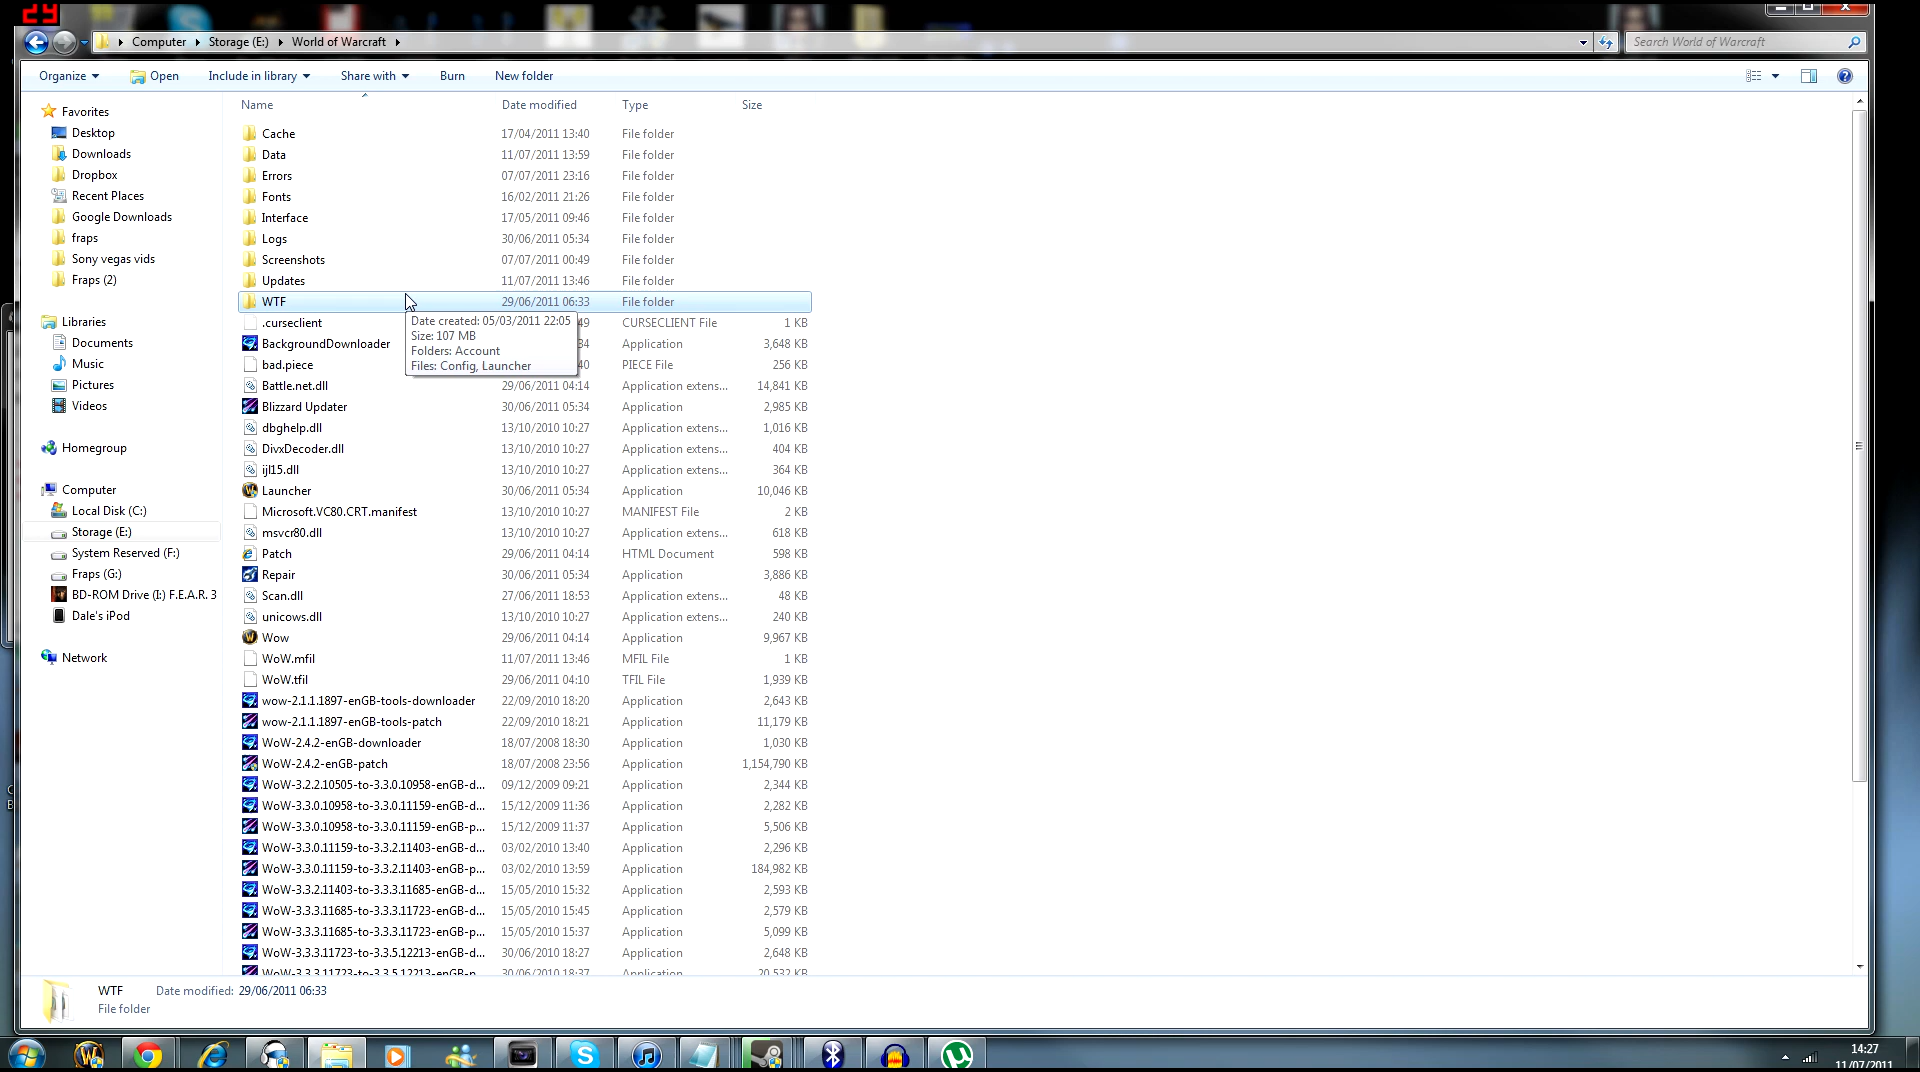 29
Computer Storage (E:) World of Warcraft
Search World of Warcraft
Organize Open Include in library Share with Burn New folder
Name Date modified Type Size
Favorites
Desktop
Downloads
Dropbox
Recent Places
Google Downloads
fraps
Sony vegas vids
Fraps (2)
Libraries
Documents
Music
Pictures
Videos
Homegroup
Computer
Local Disk (C:)
Storage (E:)
System Reserved (F:)
Fraps (G:)
BD-ROM Drive (I:) F.E.A.R. 3
Dale's iPod
Network
Cache 17/04/2011 13:40 File folder
Data 11/07/2011 13:59 File folder
Errors 07/07/2011 23:16 File folder
Fonts 16/02/2011 21:26 File folder
Interface 17/05/2011 09:46 File folder
Logs 30/06/2011 05:34 File folder
Screenshots 07/07/2011 00:49 File folder
Updates 11/07/2011 13:46 File folder
WTF 29/06/2011 06:33 File folder
.curseclient 49 CURSECLIENT File 1 KB
BackgroundDownloader 34 Application 3,648 KB
bad.piece 40 PIECE File 256 KB
Date created: 05/03/2011 22:05
Size: 107 MB
Folders: Account
Files: Config, Launcher
Battle.net.dll 29/06/2011 04:14 Application extens... 14,841 KB
Blizzard Updater 30/06/2011 05:34 Application 2,985 KB
dbghelp.dll 13/10/2010 10:27 Application extens... 1,016 KB
DivxDecoder.dll 13/10/2010 10:27 Application extens... 404 KB
ijl15.dll 13/10/2010 10:27 Application extens... 364 KB
Launcher 30/06/2011 05:34 Application 10,046 KB
Microsoft.VC80.CRT.manifest 13/10/2010 10:27 MANIFEST File 2 KB
msvcr80.dll 13/10/2010 10:27 Application extens... 618 KB
Patch 29/06/2011 04:14 HTML Document 598 KB
Repair 30/06/2011 05:34 Application 3,886 KB
Scan.dll 27/06/2011 18:53 Application extens... 48 KB
unicows.dll 13/10/2010 10:27 Application extens... 240 KB
Wow 29/06/2011 04:14 Application 9,967 KB
WoW.mfil 11/07/2011 13:46 MFIL File 1 KB
WoW.tfil 29/06/2011 04:10 TFIL File 1,939 KB
wow-2.1.1.1897-enGB-tools-downloader 22/09/2010 18:20 Application 2,643 KB
wow-2.1.1.1897-enGB-tools-patch 22/09/2010 18:21 Application 11,179 KB
WoW-2.4.2-enGB-downloader 18/07/2008 18:30 Application 1,030 KB
WoW-2.4.2-enGB-patch 18/07/2008 23:56 Application 1,154,790 KB
WoW-3.2.2.10505-to-3.3.0.10958-enGB-d... 09/12/2009 09:21 Application 2,344 KB
WoW-3.3.0.10958-to-3.3.0.11159-enGB-d... 15/12/2009 11:36 Application 2,282 KB
WoW-3.3.0.10958-to-3.3.0.11159-enGB-p... 15/12/2009 11:37 Application 5,506 KB
WoW-3.3.0.11159-to-3.3.2.11403-enGB-d... 03/02/2010 13:40 Application 2,296 KB
WoW-3.3.0.11159-to-3.3.2.11403-enGB-p... 03/02/2010 13:59 Application 184,982 KB
WoW-3.3.2.11403-to-3.3.3.11685-enGB-d... 15/05/2010 15:32 Application 2,593 KB
WoW-3.3.3.11685-to-3.3.3.11723-enGB-d... 15/05/2010 15:45 Application 2,579 KB
WoW-3.3.3.11685-to-3.3.3.11723-enGB-p... 15/05/2010 15:37 Application 5,099 KB
WoW-3.3.3.11723-to-3.3.5.12213-enGB-d... 30/06/2010 18:27 Application 2,648 KB
WoW-3.3.3.11723-to-3.3.5.12213-enGB-p... 30/06/2010 18:37 Application 20,532 KB
WTF Date modified: 29/06/2011 06:33
File folder
14:27
11/07/2011